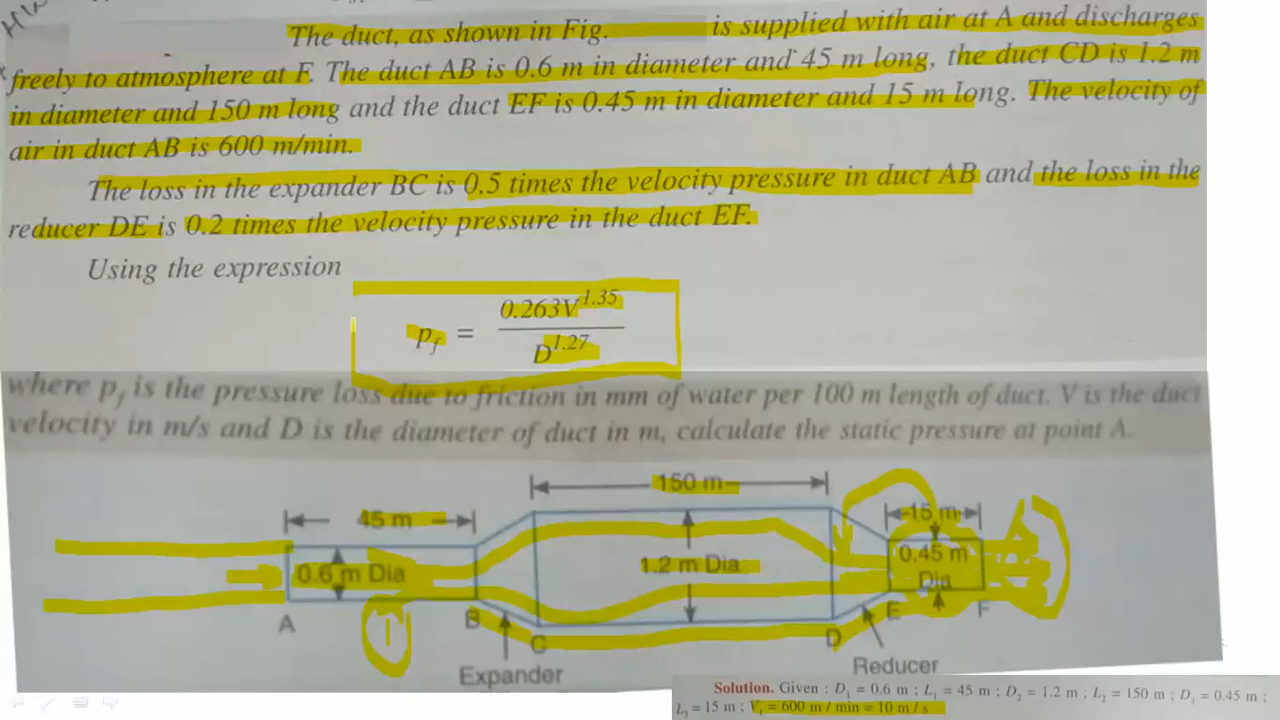 H/W
The duct, as shown in Fig. is supplied with air at A and discharges
freely to atmosphere at F. The duct AB is 0.6 m in diameter and 45 m long, the duct CD is 1.2 m
in diameter and 150 m long and the duct EF is 0.45 m in diameter and 15 m long. The velocity of
air in duct AB is 600 m/min.
The loss in the expander BC is 0.5 times the velocity pressure in duct AB and the loss in the
reducer DE is 0.2 times the velocity pressure in the duct EF.
Using the expression
p_f = 0.263V^1.35 / D^1.27
where p_f is the pressure loss due to friction in mm of water per 100 m length of duct. V is the duct
velocity in m/s and D is the diameter of duct in m, calculate the static pressure at point A.
150 m
45 m
15 m
0.6 m Dia
1.2 m Dia
0.45 m
Dia
1
A B C D E F
Expander
Reducer
Solution. Given : D₁ = 0.6 m ; L₁ = 45 m ; D₂ = 1.2 m ; L₂ = 150 m ; D₃ = 0.45 m ;
L₃ = 15 m ; V₁ = 600 m / min = 10 m / s